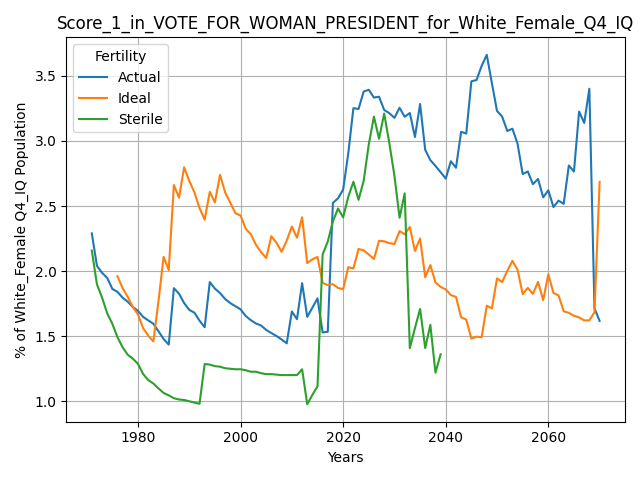 Score_1_in_VOTE_FOR_WOMAN_PRESIDENT_for_White_Female_Q4_IQ
Fertility
Actual
Ideal
Sterile
% of White_Female Q4_IQ Population
3.5
3.0
2.5
2.0
1.5
1.0
1980
2000
2020
2040
2060
Years